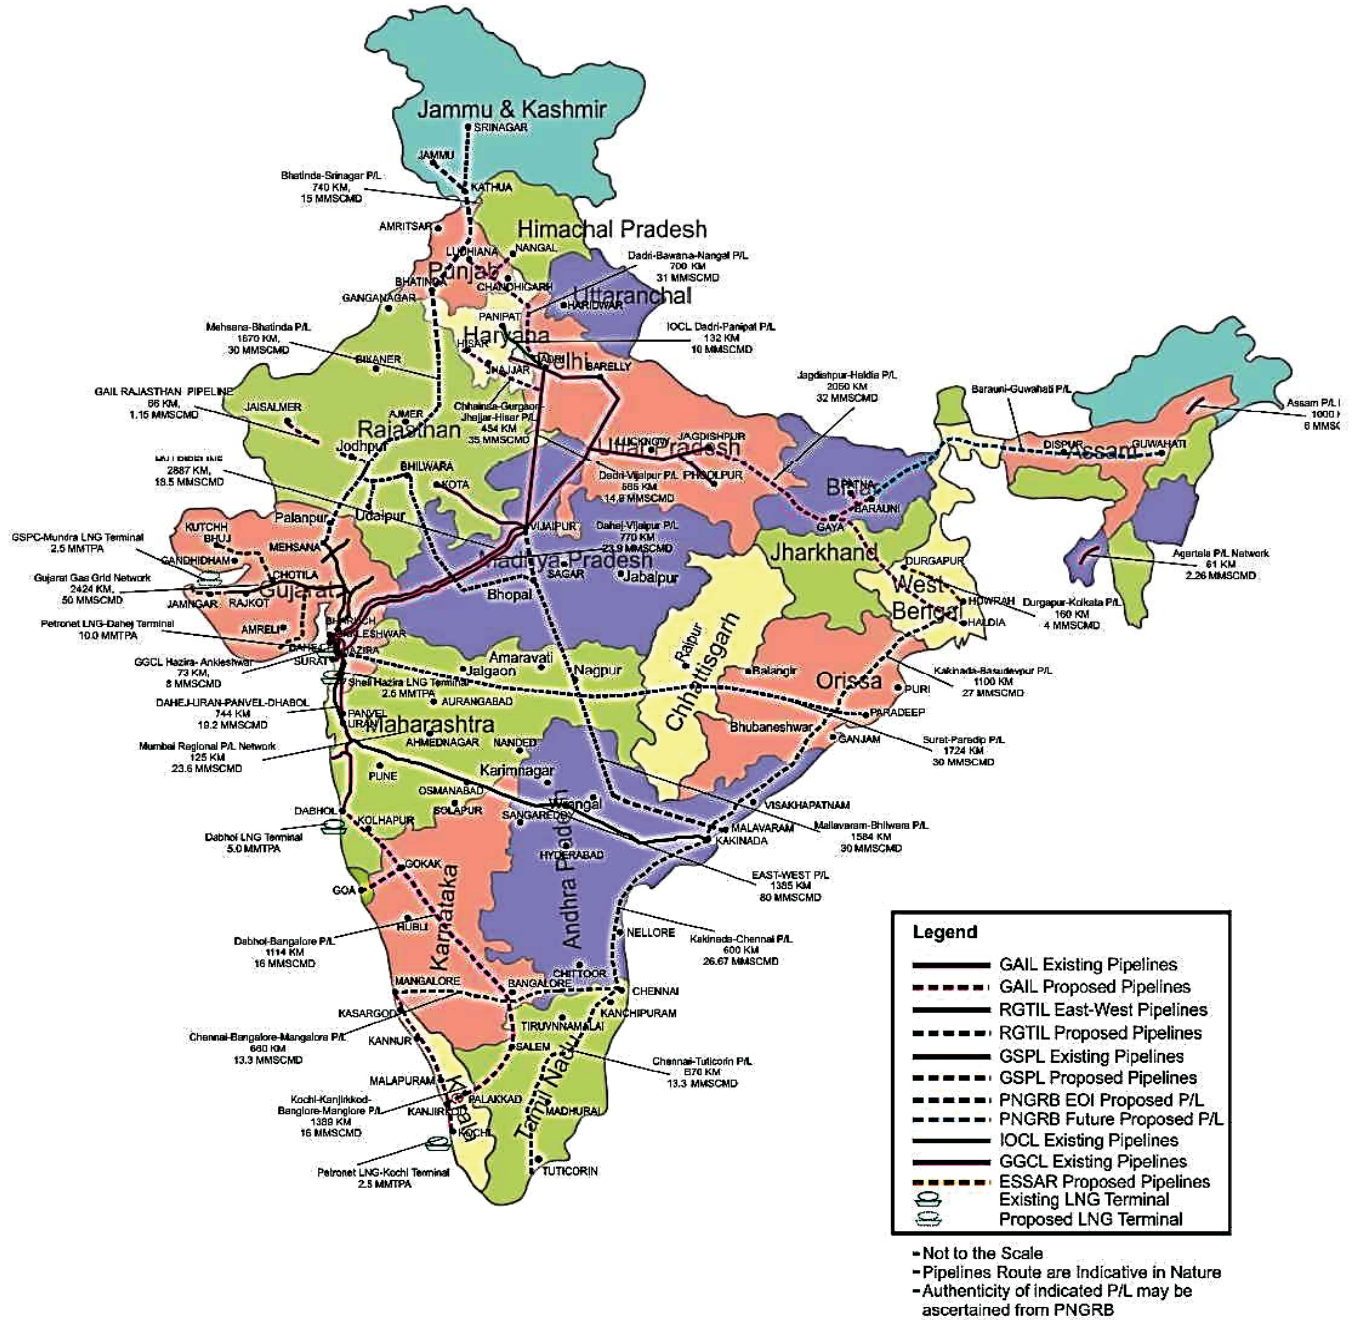 Jammu & Kashmir
SRINAGAR
JAMMU
KATHUA
Bhatinda-Srinagar P/L
740 KM,
15 MMSCMD
AMRITSAR
Himachal Pradesh
LUDHIANA
NANGAL
Punjab
BHATINDA
CHANDHIGARH
Dadri-Bawana-Nangal P/L
700 KM
31 MMSCMD
Uttaranchal
HARIDWAR
GANGANAGAR
PANIPAT
Haryana
HISAR
Delhi
DADRI
JHAJJAR
BARELLY
IOCL Dadri-Panipat P/L
132 KM
10 MMSCMD
Mehsana-Bhatinda P/L
1670 KM,
30 MMSCMD
BIKANER
GAIL RAJASTHAN PIPELINE
66 KM,
1.15 MMSCMD
JAISALMER
AJMER
Rajasthan
Jodhpur
Chhainsa-Gurgaon-
Jhajjar-Hisar P/L
454 KM
35 MMSCMD
Jagdishpur-Haldia P/L
2050 KM
32 MMSCMD
Barauni-Guwahati P/L
Assam P/L
1000
6 MMSC
DISPUR
GUWAHATI
Assam
LUCKNOW
JAGDISHPUR
Uttar Pradesh
PHOOLPUR
Dadri-Vijaipur P/L
565 KM
14.8 MMSCMD
2887 KM,
18.5 MMSCMD
BHILWARA
KOTA
Bihar
PATNA
BARAUNI
GAYA
Palanpur
Udaipur
VIJAIPUR
Dahej-Vijaipur P/L
770 KM
23.9 MMSCMD
KUTCHH
BHUJ
MEHSANA
GANDHIDHAM
GSPC-Mundra LNG Terminal
2.5 MMTPA
Madhya Pradesh
SAGAR
Jabalpur
Bhopal
Jharkhand
DURGAPUR
West
Bengal
HOWRAH
HALDIA
Agartala P/L Network
61 KM
2.26 MMSCMD
Durgapur-Kolkata P/L
160 KM
4 MMSCMD
Gujarat Gas Grid Network
2424 KM,
50 MMSCMD
CHOTILA
Gujarat
JAMNGAR
RAJKOT
AMRELI
Petronet LNG-Dahej Terminal
10.0 MMTPA
BHARUCH
ANKLESHWAR
DAHEJ
HAZIRA
SURAT
GGCL Hazira- Ankleshwar
73 KM,
8 MMSCMD
Shell Hazira LNG Terminal
2.5 MMTPA
Amaravati
Jalgaon
Nagpur
AURANGABAD
Raipur
Chhattisgarh
Balangir
Orissa
PURI
PARADEEP
Bhubaneshwar
GANJAM
Kakinada-Basudevpur P/L
1100 KM
27 MMSCMD
Surat-Paradip P/L
1724 KM
30 MMSCMD
DAHEJ-URAN-PANVEL-DHABOL
744 KM
19.2 MMSCMD
PANVEL
URAN
Maharashtra
AHMEDNAGAR
NANDED
Mumbai Regional P/L Network
125 KM
23.6 MMSCMD
PUNE
OSMANABAD
SOLAPUR
Karimnagar
Wrangal
SANGAREDDY
HYDERABAD
Andhra Pradesh
VISAKHAPATNAM
MALAVARAM
KAKINADA
Mallavaram-Bhilwara P/L
1584 KM
30 MMSCMD
DABHOL
Dabhol LNG Terminal
5.0 MMTPA
KOLHAPUR
GOKAK
GOA
EAST-WEST P/L
1385 KM
80 MMSCMD
HUBLI
Karnataka
NELLORE
Kakinada-Chennai P/L
600 KM
26.67 MMSCMD
Dabhol-Bangalore P/L
1114 KM
16 MMSCMD
CHITTOOR
MANGALORE
BANGALORE
CHENNAI
KANCHIPURAM
KASARGOD
TIRUVNNAMALAI
KANNUR
SALEM
Chennai-Bangalore-Mangalore P/L
660 KM
13.3 MMSCMD
Chennai-Tuticorin P/L
670 KM
13.3 MMSCMD
MALAPURAM
Kerala
PALAKKAD
KANJIRKOD
Tamil Nadu
MADHURAI
Kochi-Kanjirkkod-
Banglore-Manglore P/L
1389 KM
16 MMSCMD
KOCHI
Petronet LNG-Kochi Terminal
2.5 MMTPA
TUTICORIN
Legend
GAIL Existing Pipelines
GAIL Proposed Pipelines
RGTIL East-West Pipelines
RGTIL Proposed Pipelines
GSPL Existing Pipelines
GSPL Proposed Pipelines
PNGRB EOI Proposed P/L
PNGRB Future Proposed P/L
IOCL Existing Pipelines
GGCL Existing Pipelines
ESSAR Proposed Pipelines
Existing LNG Terminal
Proposed LNG Terminal
-Not to the Scale
-Pipelines Route are Indicative in Nature
-Authenticity of indicated P/L may be
ascertained from PNGRB